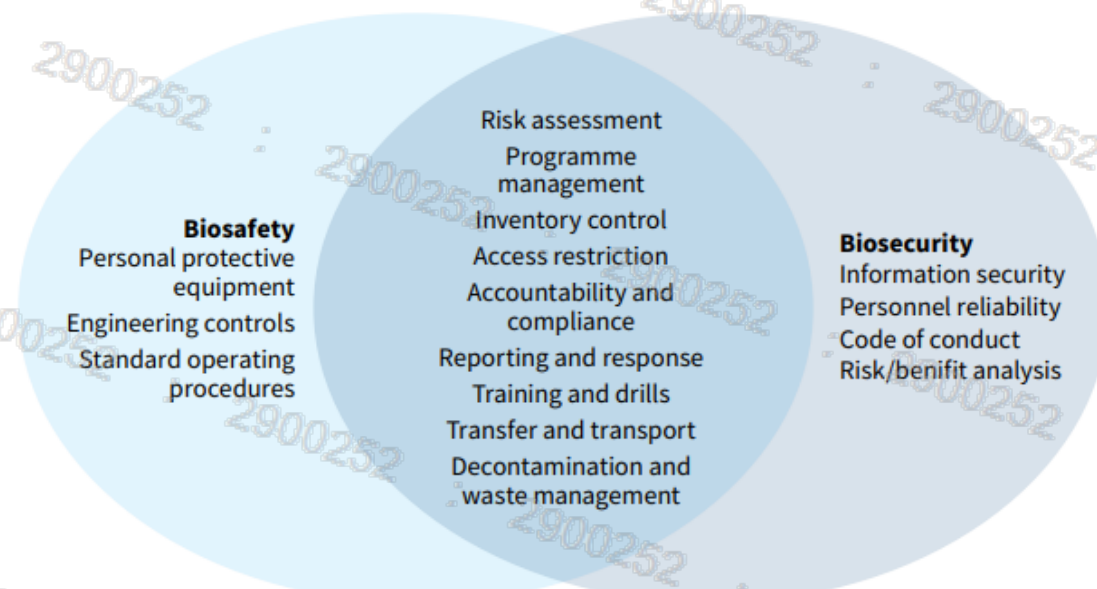 Biosafety
Personal protective
equipment
Engineering controls
Standard operating
procedures
Risk assessment
Programme
management
Inventory control
Access restriction
Accountability and
compliance
Reporting and response
Training and drills
Transfer and transport
Decontamination and
waste management
Biosecurity
Information security
Personnel reliability
Code of conduct
Risk/benifit analysis
2900252
:
2900252
2900252
:
2900252
2900252
:
2900252
:
2900252
2900252
:
2900252